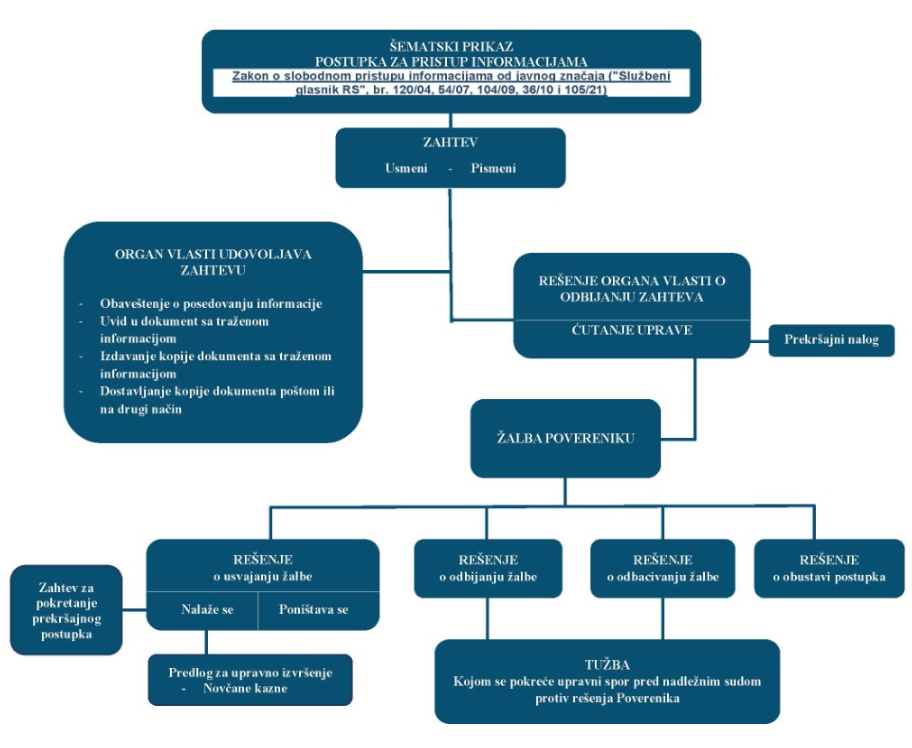 ŠEMATSKI PRIKAZ
POSTUPKA ZA PRISTUP INFORMACIJAMA
Zakon o slobodnom pristupu informacijama od javnog značaja ("Službeni
glasnik RS", br. 120/04, 54/07, 104/09, 36/10 i 105/21)
ZAHTEV
Usmeni - Pismeni
ORGAN VLASTI UDOVOLJAVA
ZAHTEVU
- Obaveštenje o posedovanju informacije
- Uvid u dokument sa traženom
informacijom
- Izdavanje kopije dokumenta sa traženom
informacijom
- Dostavljanje kopije dokumenta poštom ili
na drugi način
REŠENJE ORGANA VLASTI O
ODBIJANJU ZAHTEVA
ĆUTANJE UPRAVE
Prekršajni nalog
ŽALBA POVERENIKU
REŠENJE
o usvajanju žalbe
Nalaže se
Poništava se
REŠENJE
o odbijanju žalbe
REŠENJE
o odbacivanju žalbe
REŠENJE
o obustavi postupka
Zahtev za
pokretanje
prekršajnog
postupka
Predlog za upravno izvršenje
- Novčane kazne
TUŽBA
Kojom se pokreće upravni spor pred nadležnim sudom
protiv rešenja Poverenika